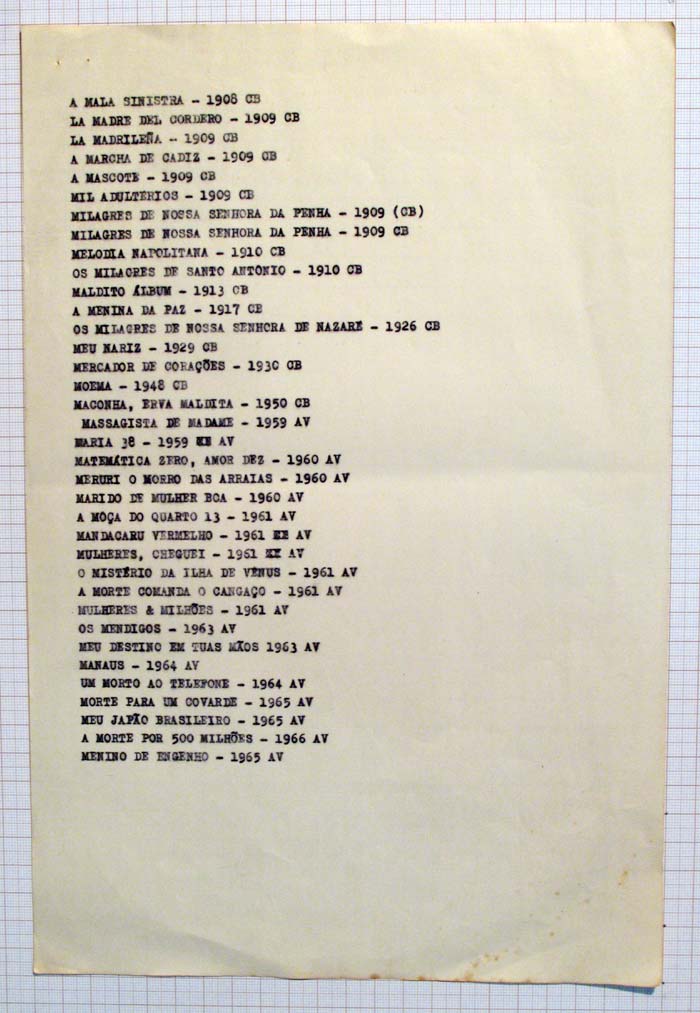 A MALA SINISTRA - 1908 CB
LA MADRE DEL CORDERO - 1909 CB
LA MADRILEÑA - 1909 CB
A MARCHA DE CADIZ - 1909 CB
A MASCOTE - 1909 CB
MIL ADULTÉRIOS - 1909 CB
MILAGRES DE NOSSA SENHORA DA PENHA - 1909 (CB)
MILAGRES DE NOSSA SENHORA DA PENHA - 1909 CB
MELODIA NAPOLITANA - 1910 CB
OS MILAGRES DE SANTO ANTÔNIO - 1910 CB
MALDITO ÁLBUM - 1913 CB
A MENINA DA PAZ - 1917 CB
OS MILAGRES DE NOSSA SENHORA DE NAZARÉ - 1926 CB
MEU NARIZ - 1929 CB
MERCADOR DE CORAÇÕES - 1930 CB
MOEMA - 1948 CB
MACONHA, ERVA MALDITA - 1950 CB
MASSAGISTA DE MADAME - 1959 AV
MARIA 38 - 1959 AV
MATEMÁTICA ZERO, AMOR DEZ - 1960 AV
MERURI O MORRO DAS ARRAIAS - 1960 AV
MARIDO DE MULHER BOA - 1960 AV
A MÔÇA DO QUARTO 13 - 1961 AV
MANDACARU VERMELHO - 1961 AV
MULHERES, CHEGUEI - 1961 AV
O MISTÉRIO DA ILHA DE VÊNUS - 1961 AV
A MORTE COMANDA O CANGAÇO - 1961 AV
MULHERES & MILHÕES - 1961 AV
OS MENDIGOS - 1963 AV
MEU DESTINO EM TUAS MÃOS 1963 AV
MANAUS - 1964 AV
UM MORTO AO TELEFONE - 1964 AV
MORTE PARA UM COVARDE - 1965 AV
MEU JAPÃO BRASILEIRO - 1965 AV
A MORTE POR 500 MILHÕES - 1966 AV
MENINO DE ENGENHO - 1965 AV